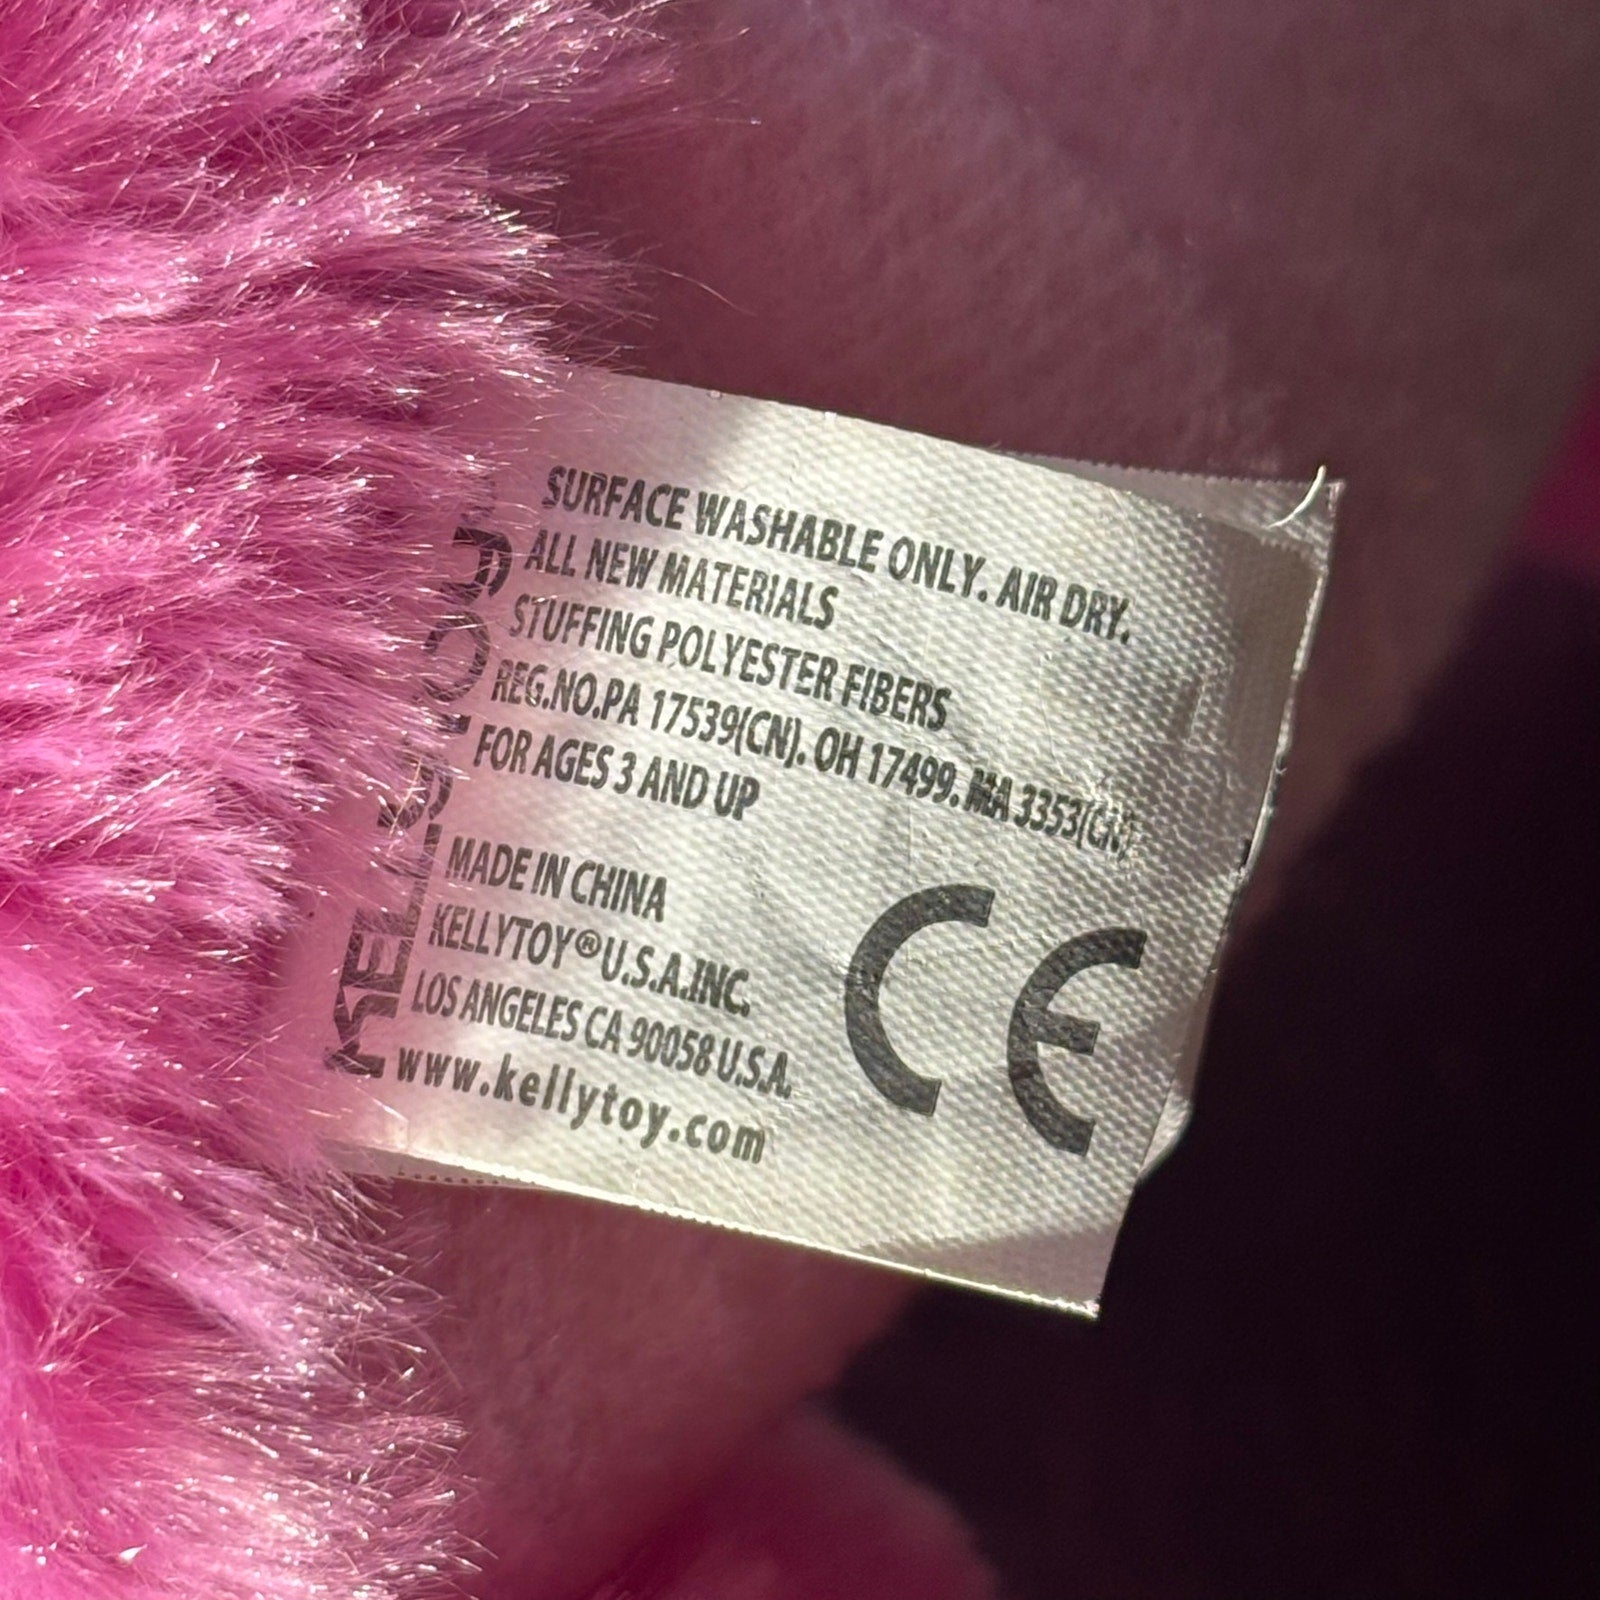 KELLYTOY
SURFACE WASHABLE ONLY. AIR DRY.
ALL NEW MATERIALS
STUFFING POLYESTER FIBERS
REG.NO.PA 17539(CN). OH 17499. MA 3353(CN)
FOR AGES 3 AND UP
MADE IN CHINA
KELLYTOY® U.S.A.INC.
LOS ANGELES CA 90058 U.S.A.
www.kellytoy.com
CE